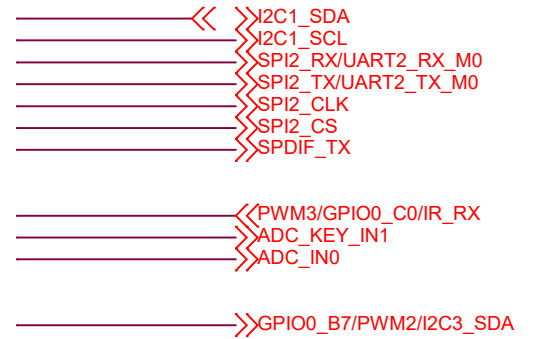 I2C1_SDA
I2C1_SCL
SPI2_RX/UART2_RX_M0
SPI2_TX/UART2_TX_M0
SPI2_CLK
SPI2_CS
SPDIF_TX
PWM3/GPIO0_C0/IR_RX
ADC_KEY_IN1
ADC_IN0
GPIO0_B7/PWM2/I2C3_SDA